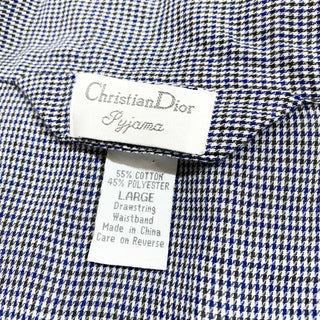 Christian Dior
Pyjama
55% COTTON
45% POLYESTER
LARGE
Drawstring
Waistband
Made in China
Care on Reverse